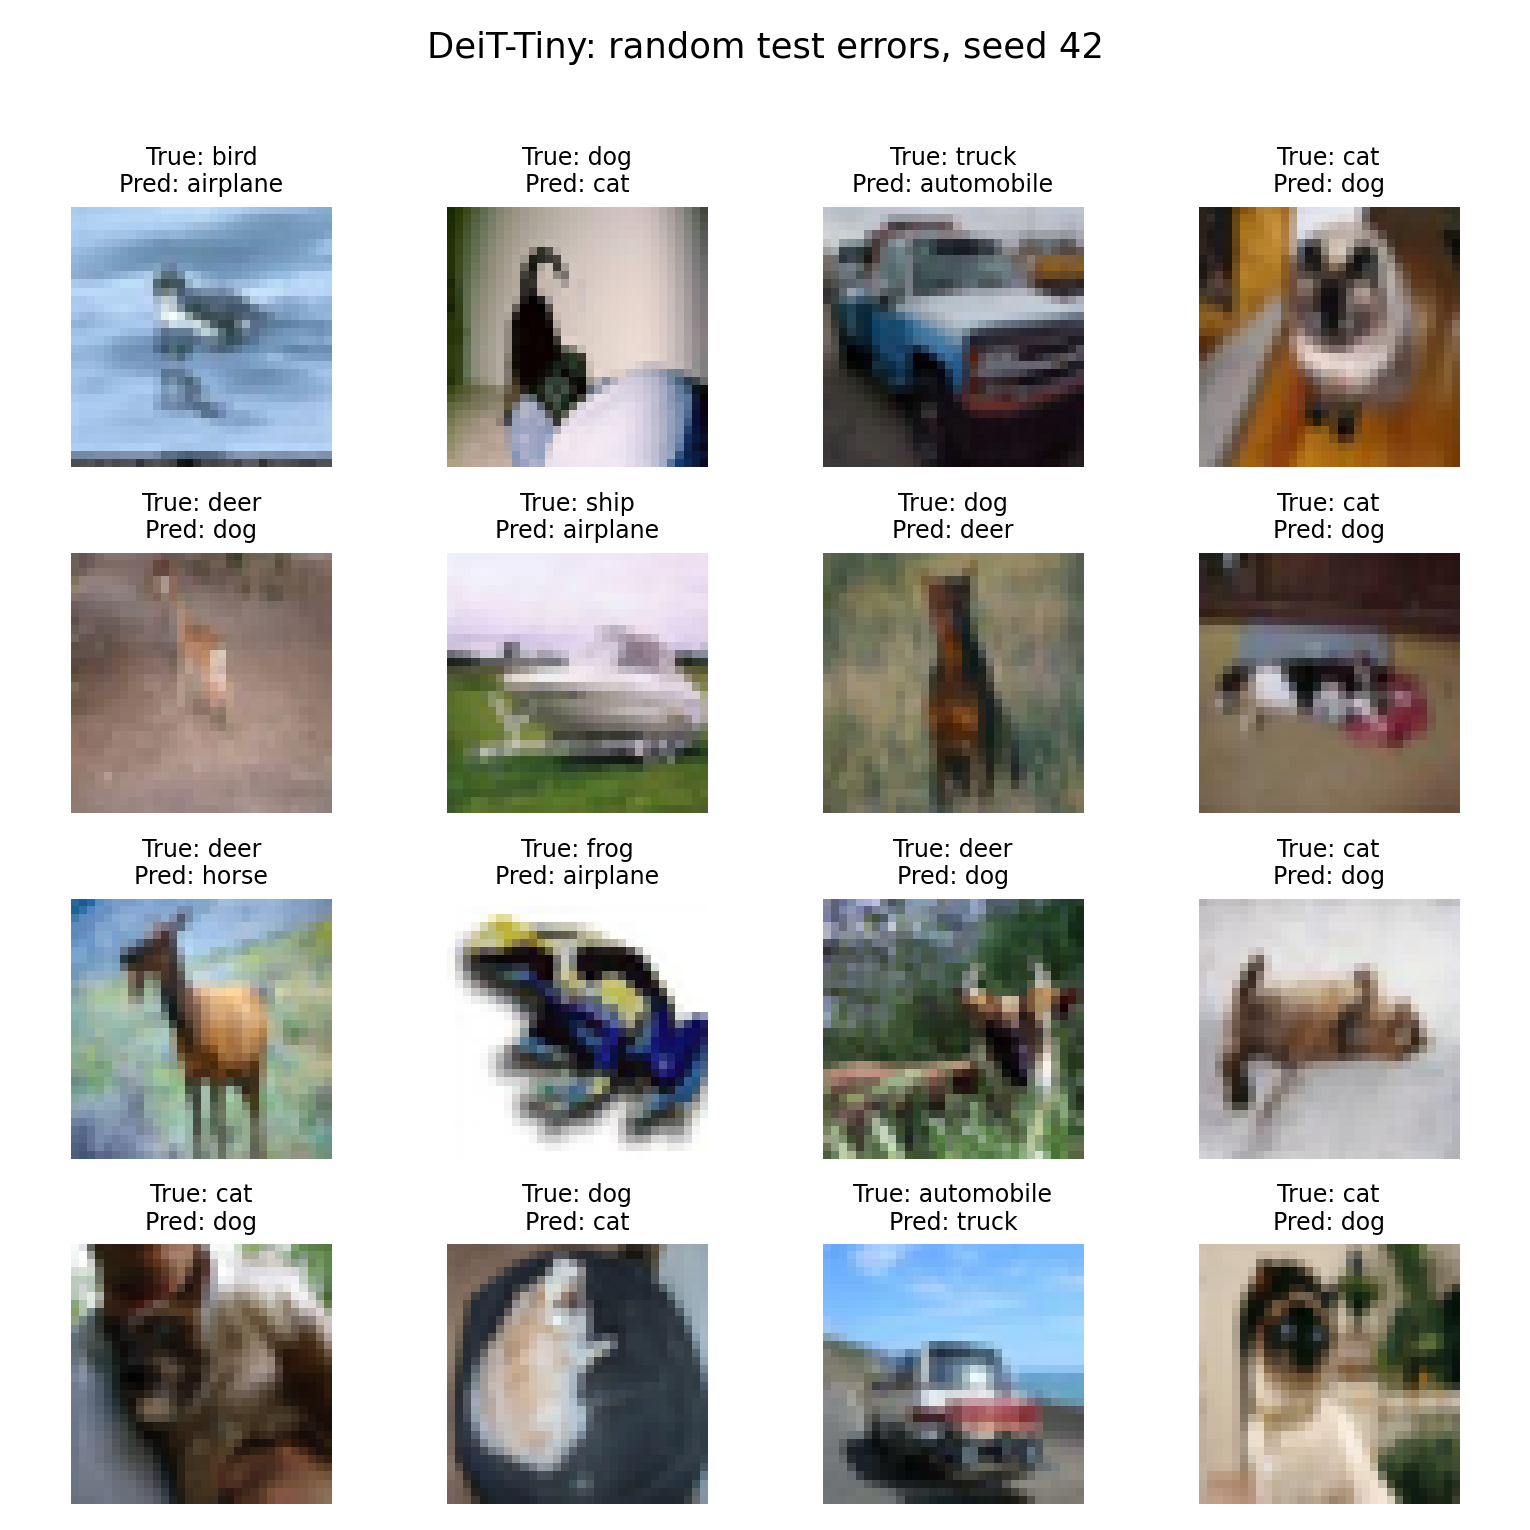 DeiT-Tiny: random test errors, seed 42
True: bird
Pred: airplane
True: dog
Pred: cat
True: truck
Pred: automobile
True: cat
Pred: dog
True: deer
Pred: dog
True: ship
Pred: airplane
True: dog
Pred: deer
True: cat
Pred: dog
True: deer
Pred: horse
True: frog
Pred: airplane
True: deer
Pred: dog
True: cat
Pred: dog
True: cat
Pred: dog
True: dog
Pred: cat
True: automobile
Pred: truck
True: cat
Pred: dog